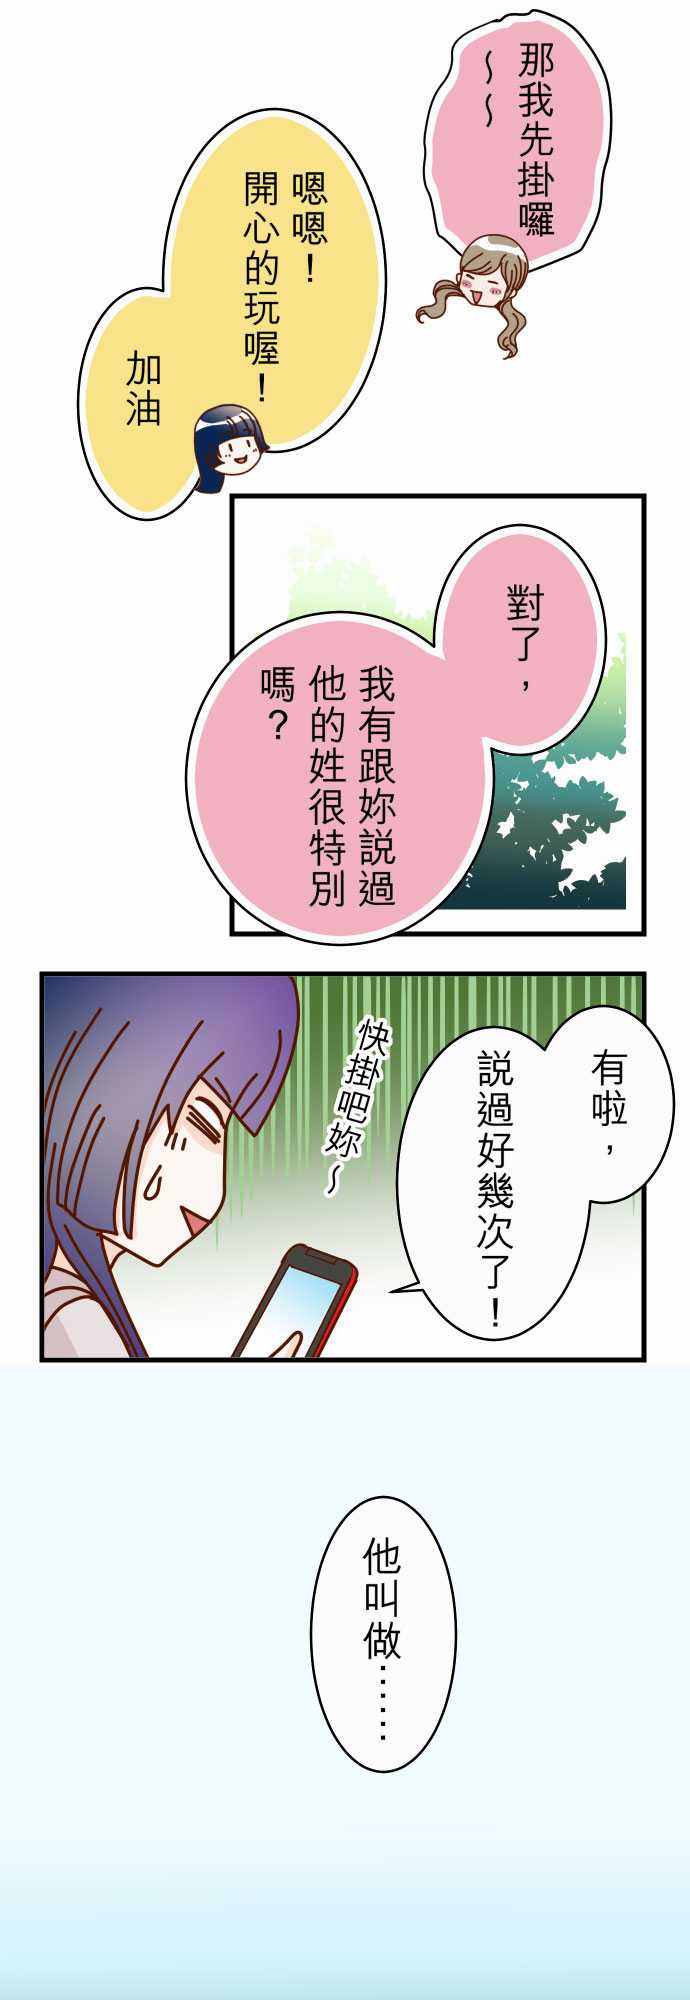 那我先掛囉
～～
嗯嗯！
開心的玩喔！
加油
對了，
我有跟妳說過
他的姓很特別
嗎？
有啦，
說過好幾次了！
快掛吧妳～
他叫做⋯⋯